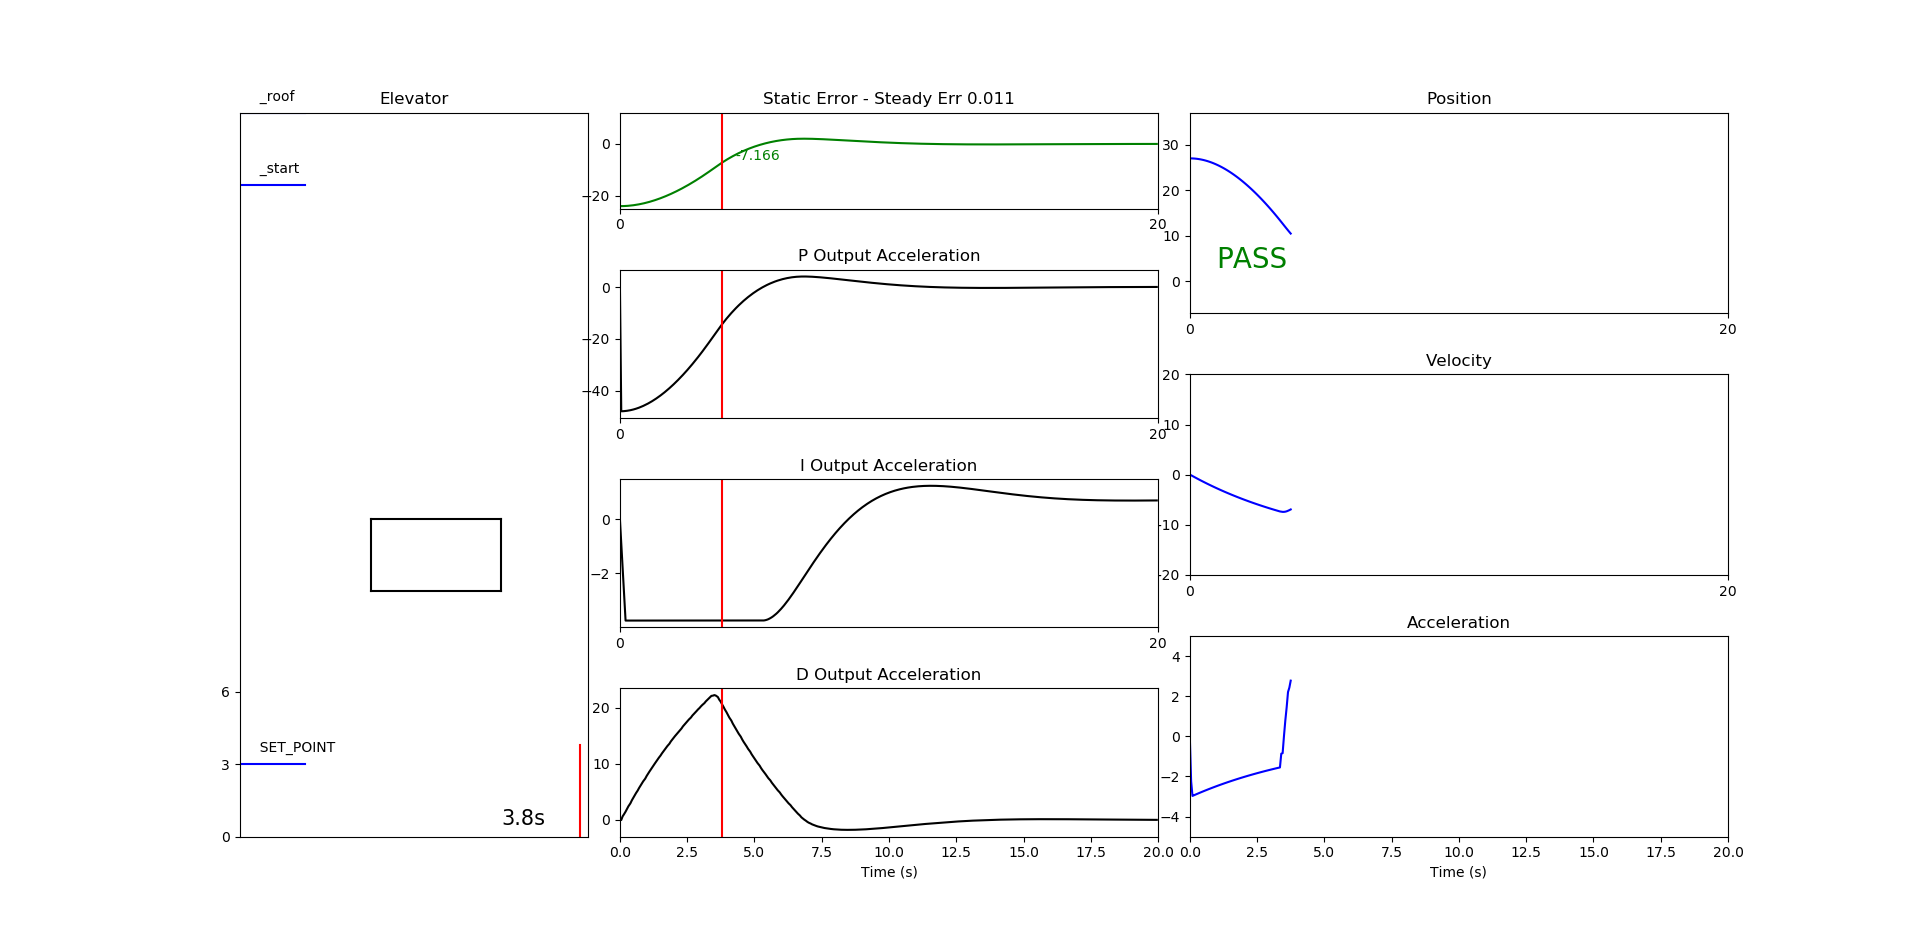 _roof
Elevator
_start
6
SET_POINT
3
3.8s
0
Static Error - Steady Err 0.011
0
-7.166
−20
0
20
P Output Acceleration
0
−20
−40
0
20
I Output Acceleration
0
−2
0
20
D Output Acceleration
20
10
0
0.0 2.5 5.0 7.5 10.0 12.5 15.0 17.5 20.0
Time (s)
Position
30
20
10
PASS
0
0
20
Velocity
20
10
0
-10
-20
0
20
Acceleration
4
2
0
−2
−4
0.0 2.5 5.0 7.5 10.0 12.5 15.0 17.5 20.0
Time (s)